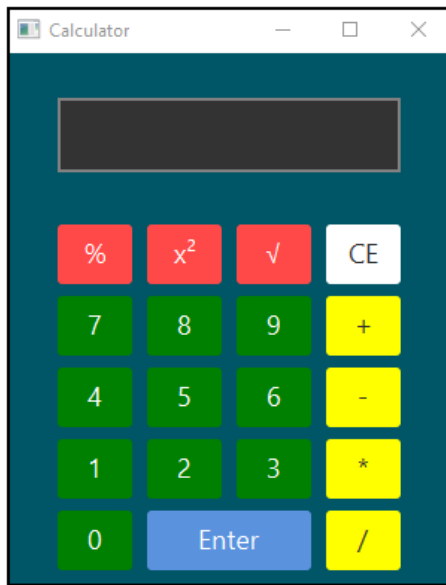 Calculator
% x² √ CE
7 8 9 +
4 5 6 -
1 2 3 *
0 Enter /